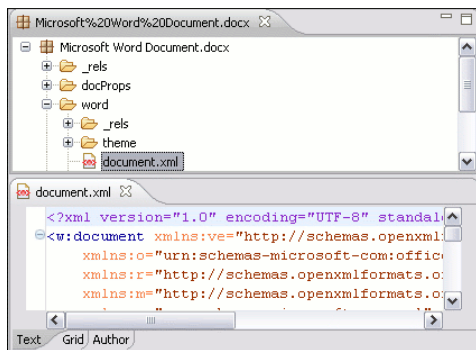 Microsoft%20Word%20Document.docx
Microsoft Word Document.docx
_rels
docProps
word
_rels
theme
document.xml
document.xml
<?xml version="1.0" encoding="UTF-8" standal
<w:document xmlns:ve="http://schemas.openxml
xmlns:o="urn:schemas-microsoft-com:offic
xmlns:r="http://schemas.openxmlformats.o
xmlns:m="http://schemas.openxmlformats.o
Text Grid Author